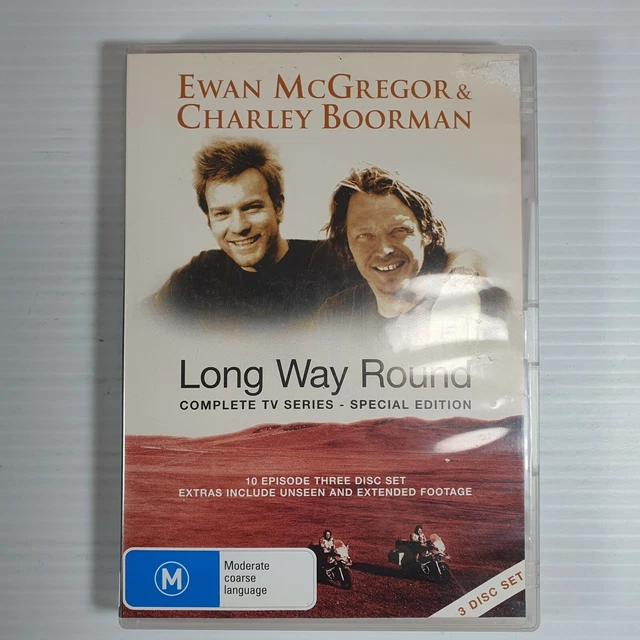 EWAN MCGREGOR &
CHARLEY BOORMAN
Long Way Round
COMPLETE TV SERIES - SPECIAL EDITION
10 EPISODE THREE DISC SET
EXTRAS INCLUDE UNSEEN AND EXTENDED FOOTAGE
M
Moderate
coarse
language
3 DISC SET